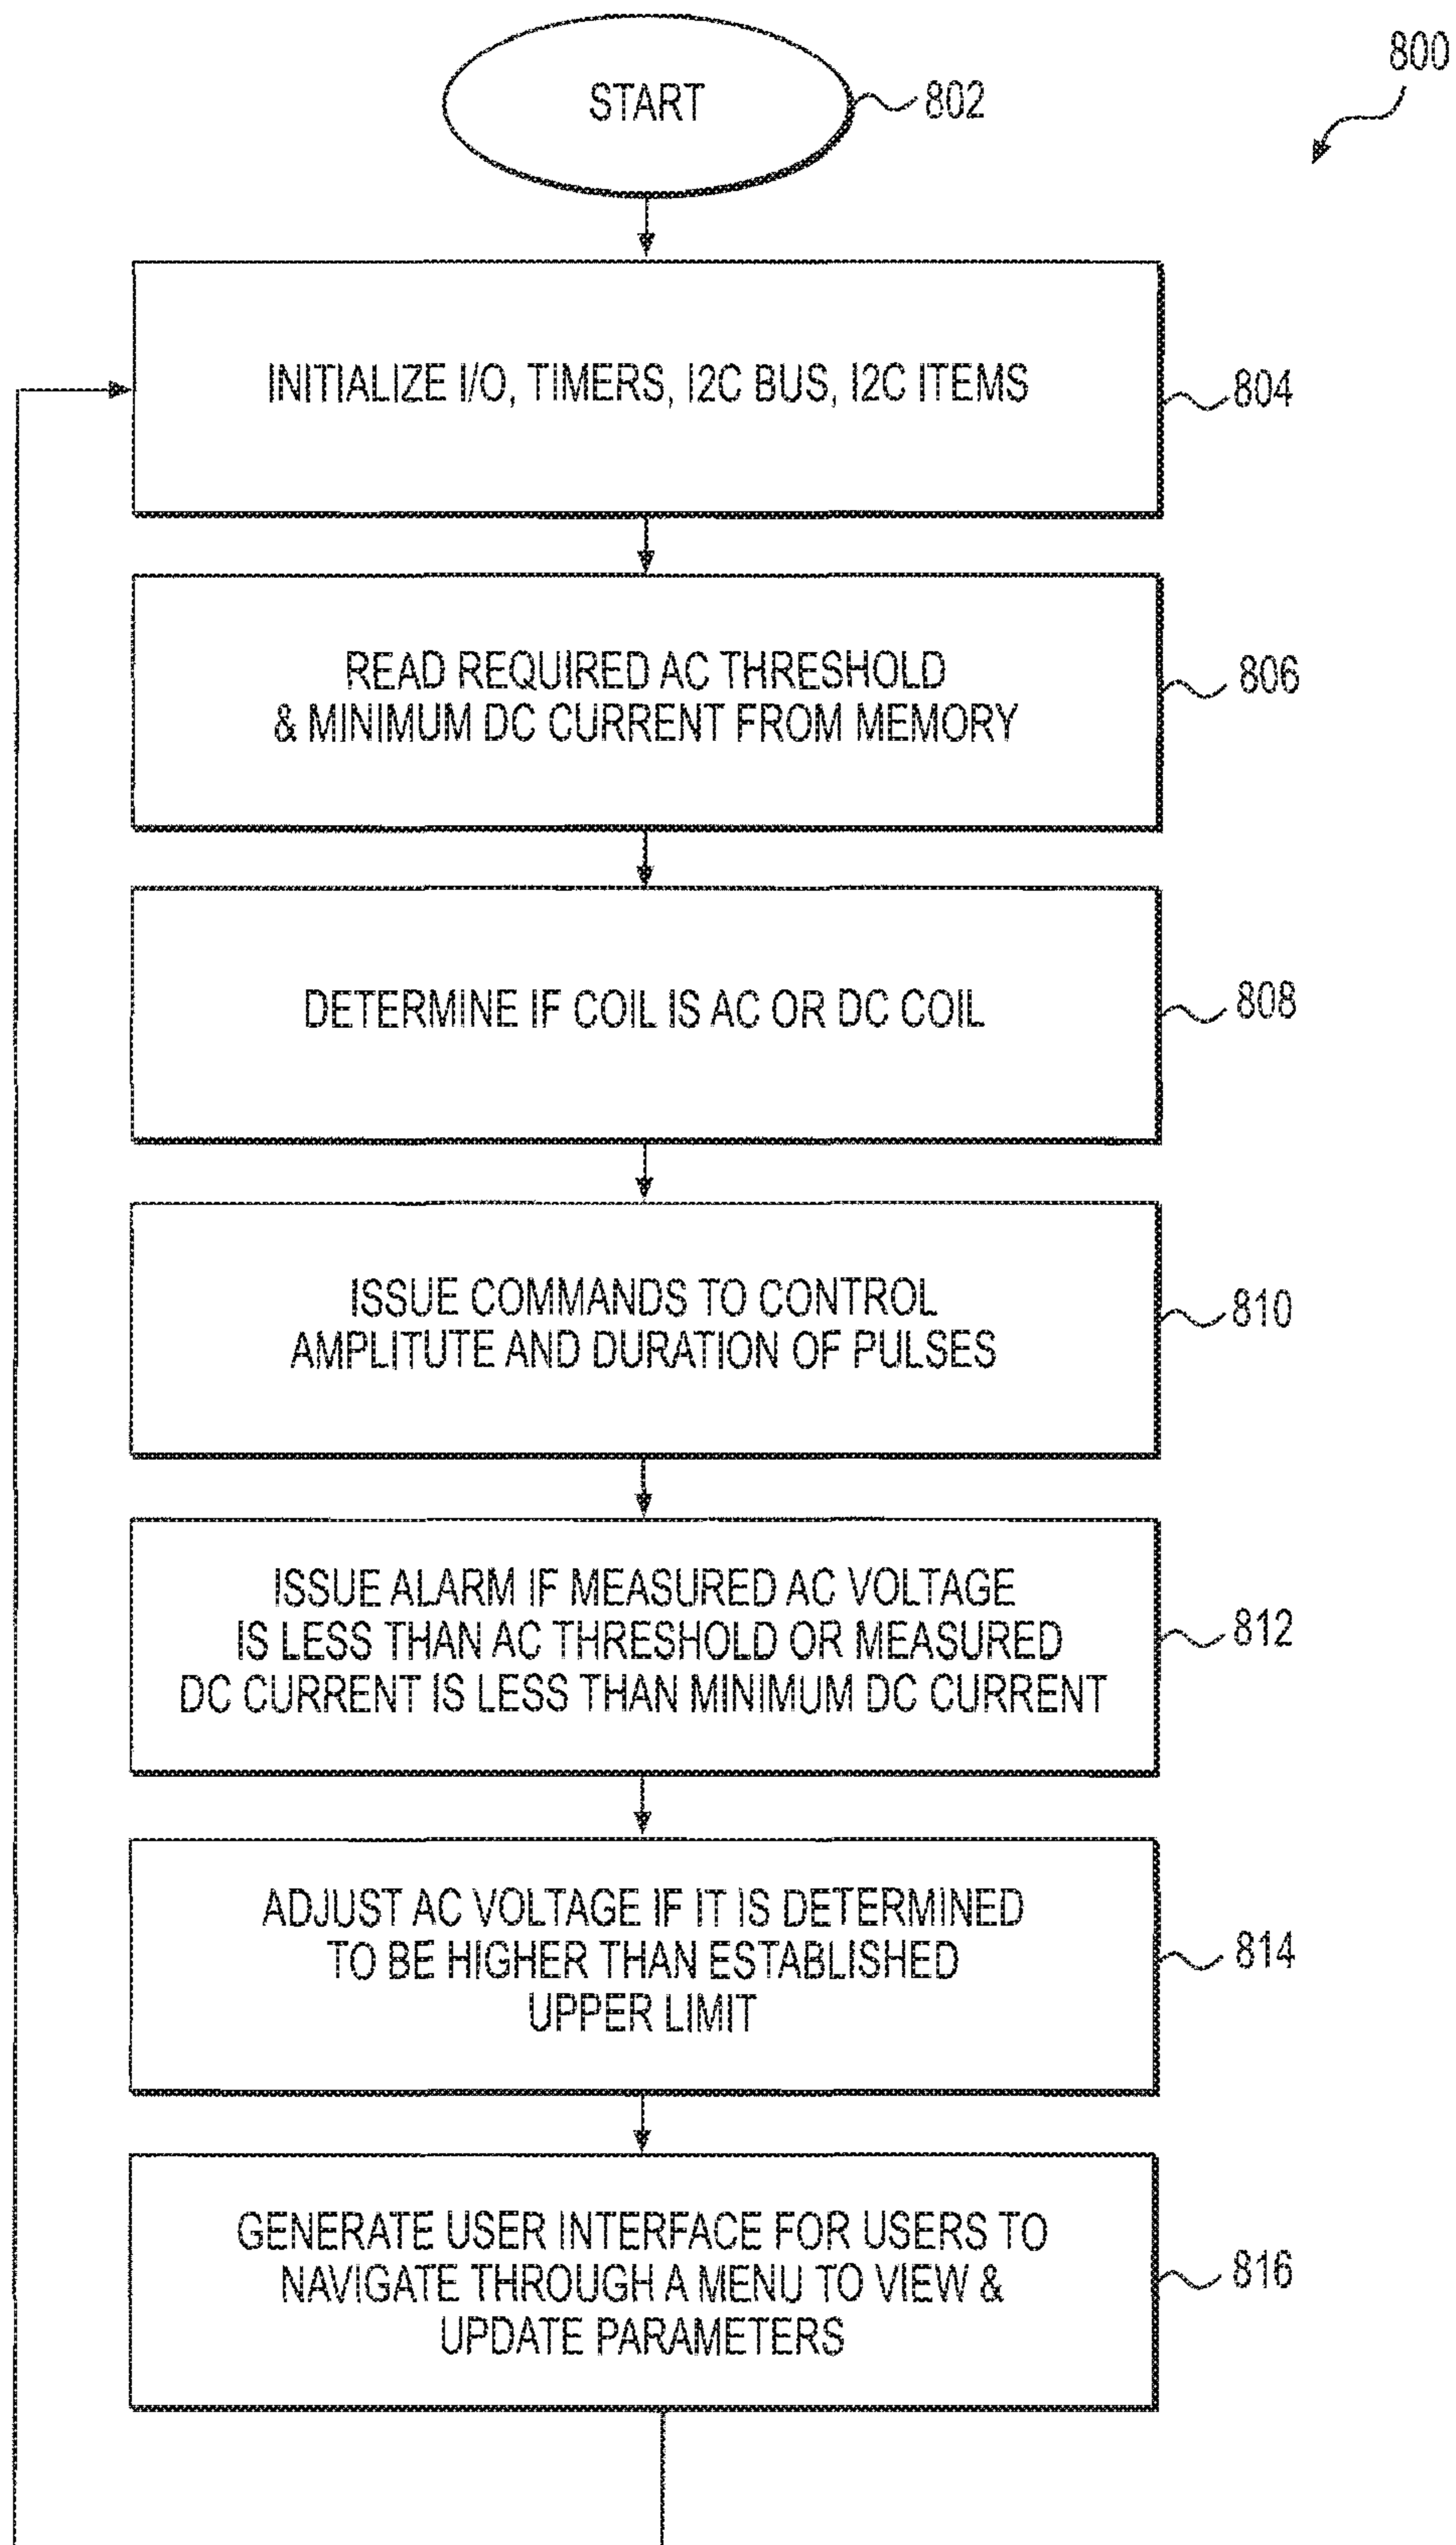 800
START
802
INITIALIZE I/O, TIMERS, I2C BUS, I2C ITEMS
804
READ REQUIRED AC THRESHOLD
& MINIMUM DC CURRENT FROM MEMORY
806
DETERMINE IF COIL IS AC OR DC COIL
808
ISSUE COMMANDS TO CONTROL
AMPLITUTE AND DURATION OF PULSES
810
ISSUE ALARM IF MEASURED AC VOLTAGE
IS LESS THAN AC THRESHOLD OR MEASURED
DC CURRENT IS LESS THAN MINIMUM DC CURRENT
812
ADJUST AC VOLTAGE IF IT IS DETERMINED
TO BE HIGHER THAN ESTABLISHED
UPPER LIMIT
814
GENERATE USER INTERFACE FOR USERS TO
NAVIGATE THROUGH A MENU TO VIEW &
UPDATE PARAMETERS
816